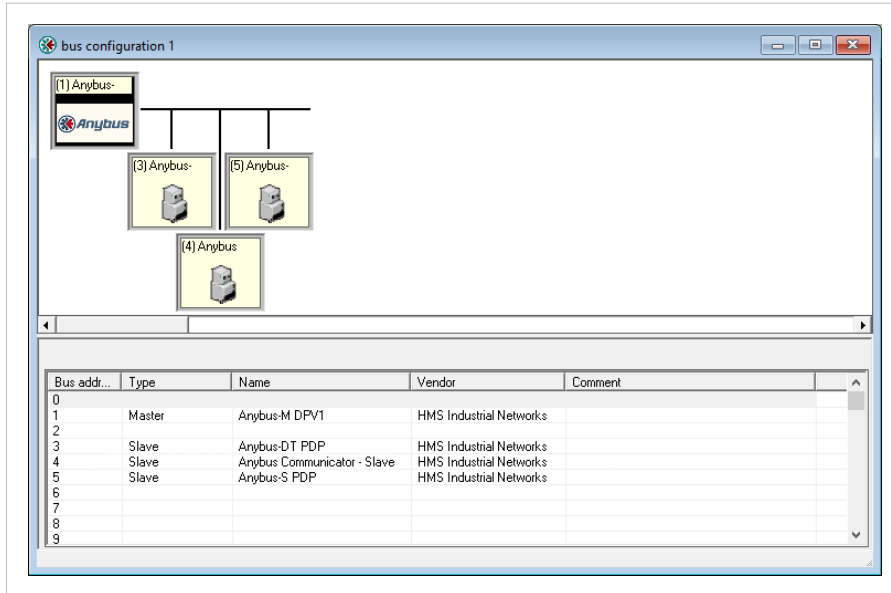 bus configuration 1
(1) Anybus-
Anybus
(3) Anybus-
(5) Anybus-
(4) Anybus
Bus addr... Type Name Vendor Comment
0
1 Master Anybus-M DPV1 HMS Industrial Networks
2
3 Slave Anybus-DT PDP HMS Industrial Networks
4 Slave Anybus Communicator - Slave HMS Industrial Networks
5 Slave Anybus-S PDP HMS Industrial Networks
6
7
8
9